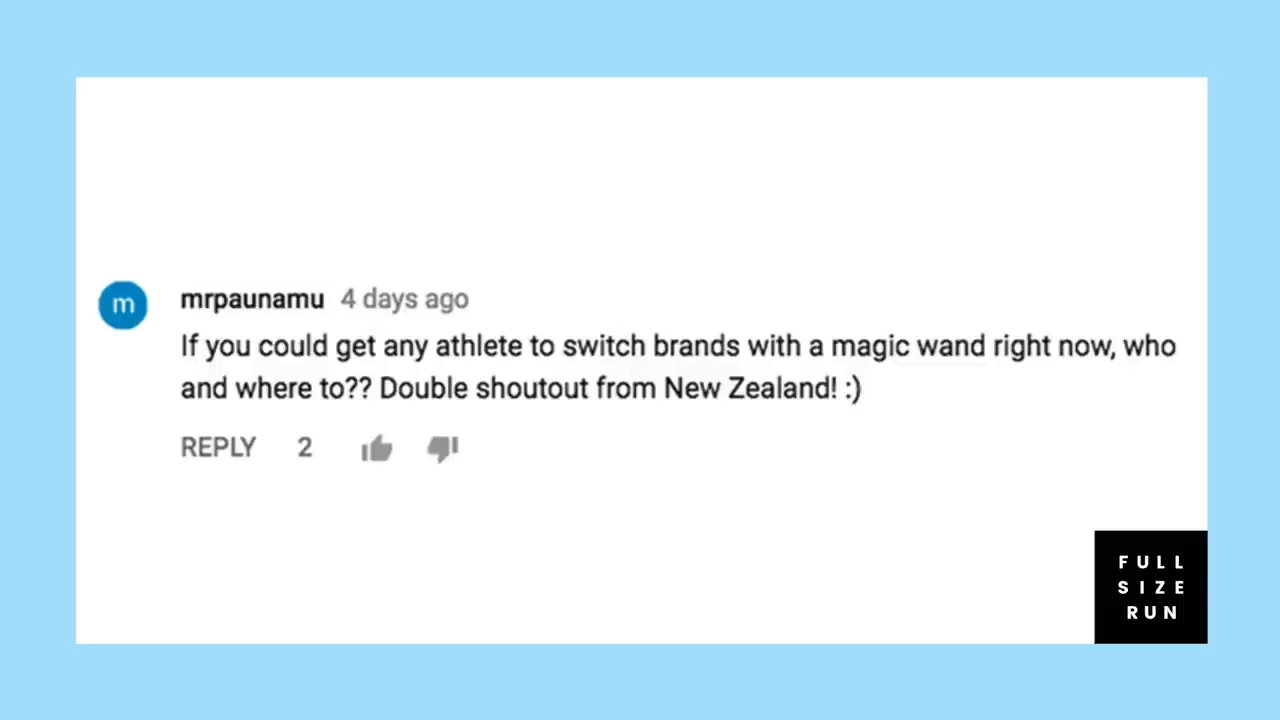 m
mrpaunamu 4 days ago
If you could get any athlete to switch brands with a magic wand right now, who
and where to?? Double shoutout from New Zealand! :)
REPLY 2
FULL
SIZE
RUN